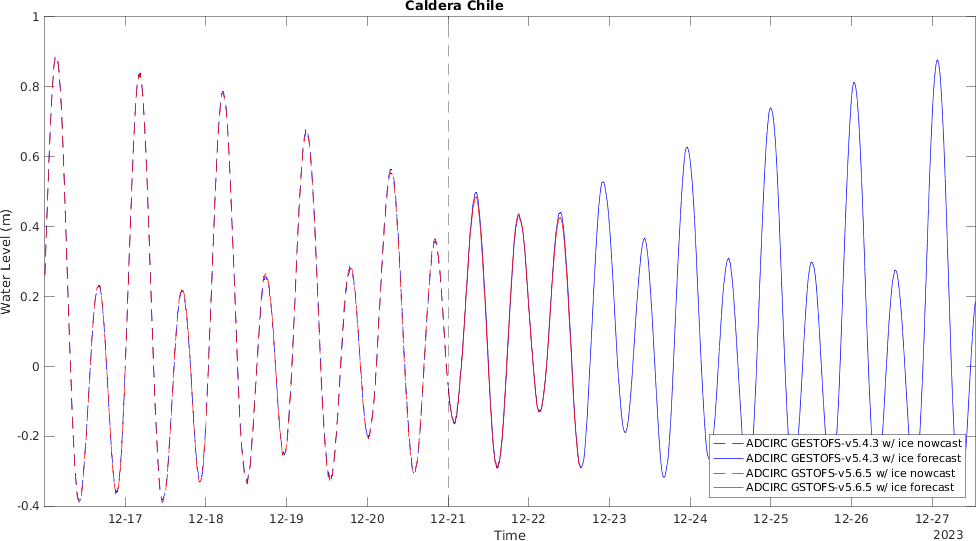 Caldera Chile
1
0.8
0.6
0.4
0.2
0
-0.2
-0.4
Water Level (m)
ADCIRC GESTOFS-v5.4.3 w/ ice nowcast
ADCIRC GESTOFS-v5.4.3 w/ ice forecast
ADCIRC GSTOFS-v5.6.5 w/ ice nowcast
ADCIRC GSTOFS-v5.6.5 w/ ice forecast
12-17 12-18 12-19 12-20 12-21 12-22 12-23 12-24 12-25 12-26 12-27
Time
2023